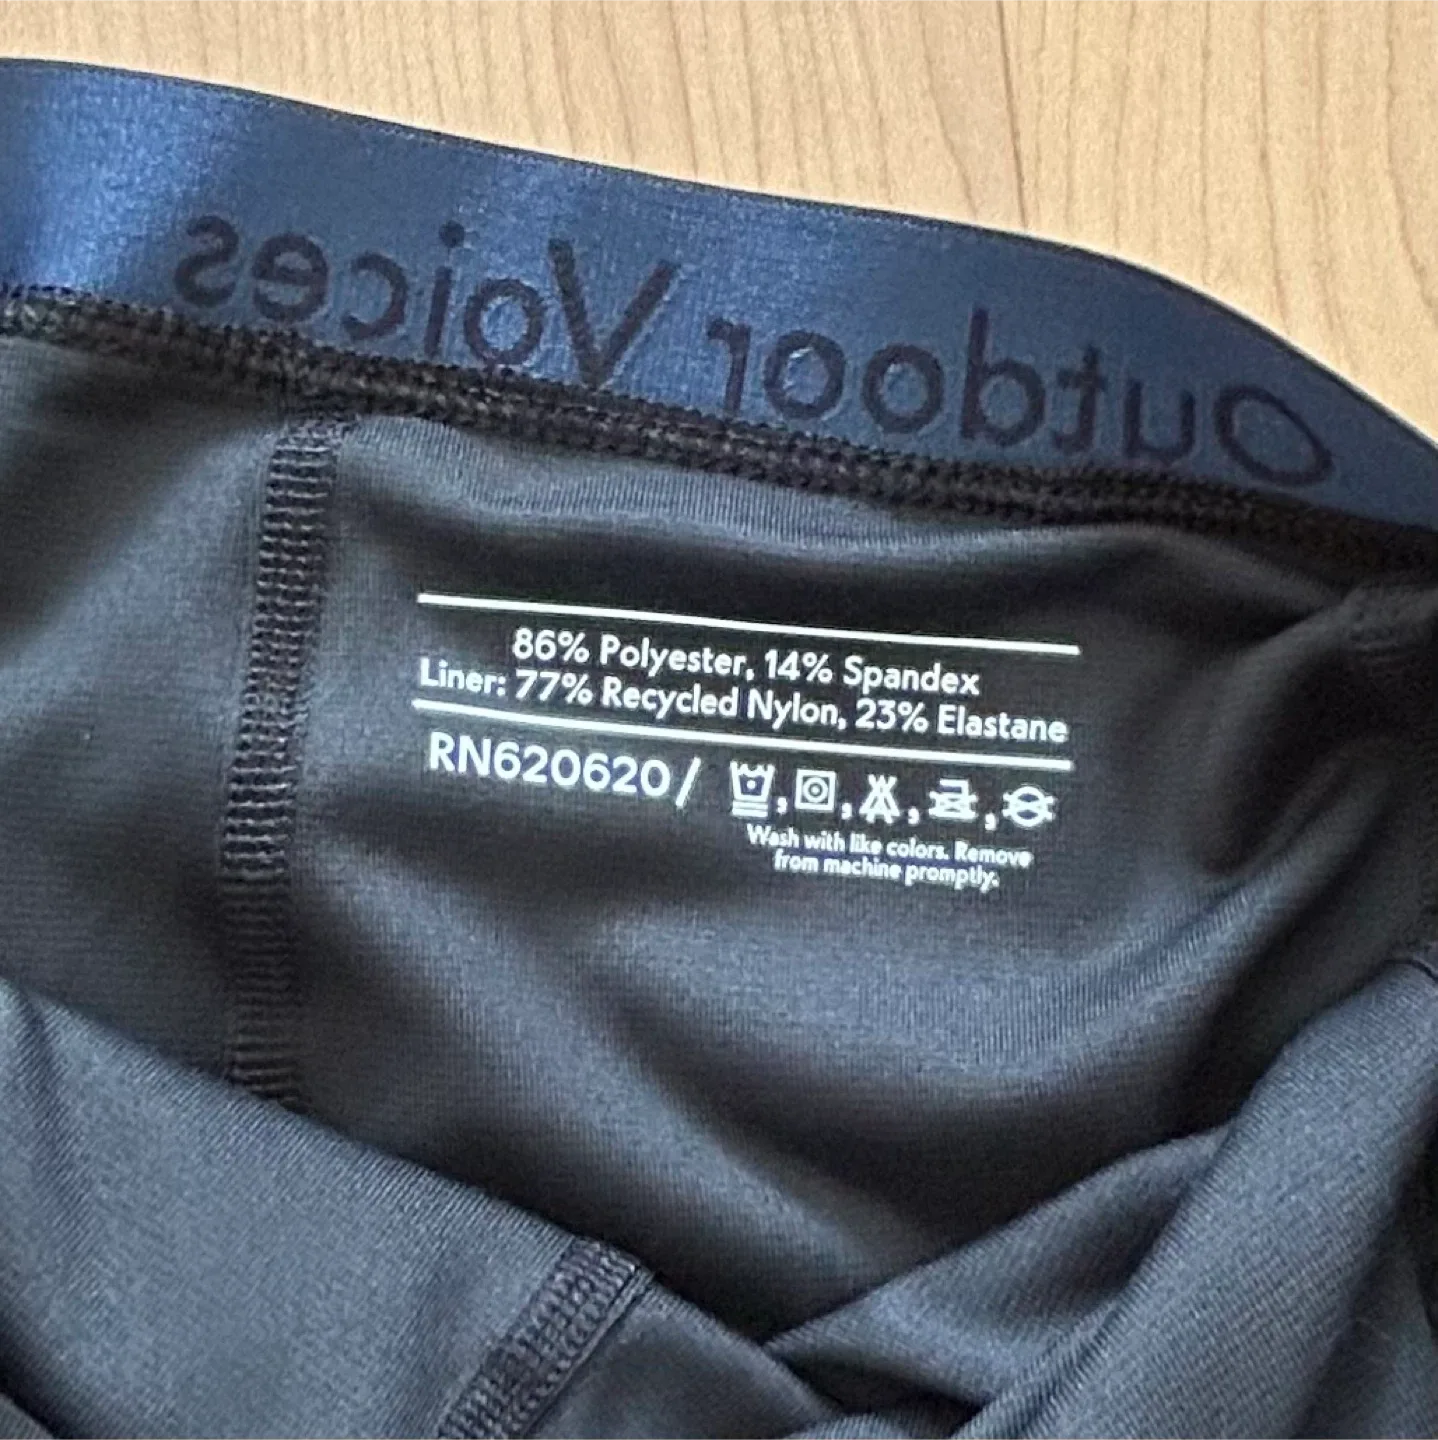 Outdoor Voices
86% Polyester, 14% Spandex
Liner: 77% Recycled Nylon, 23% Elastane
RN620620/ , , , ,
Wash with like colors. Remove
from machine promptly.